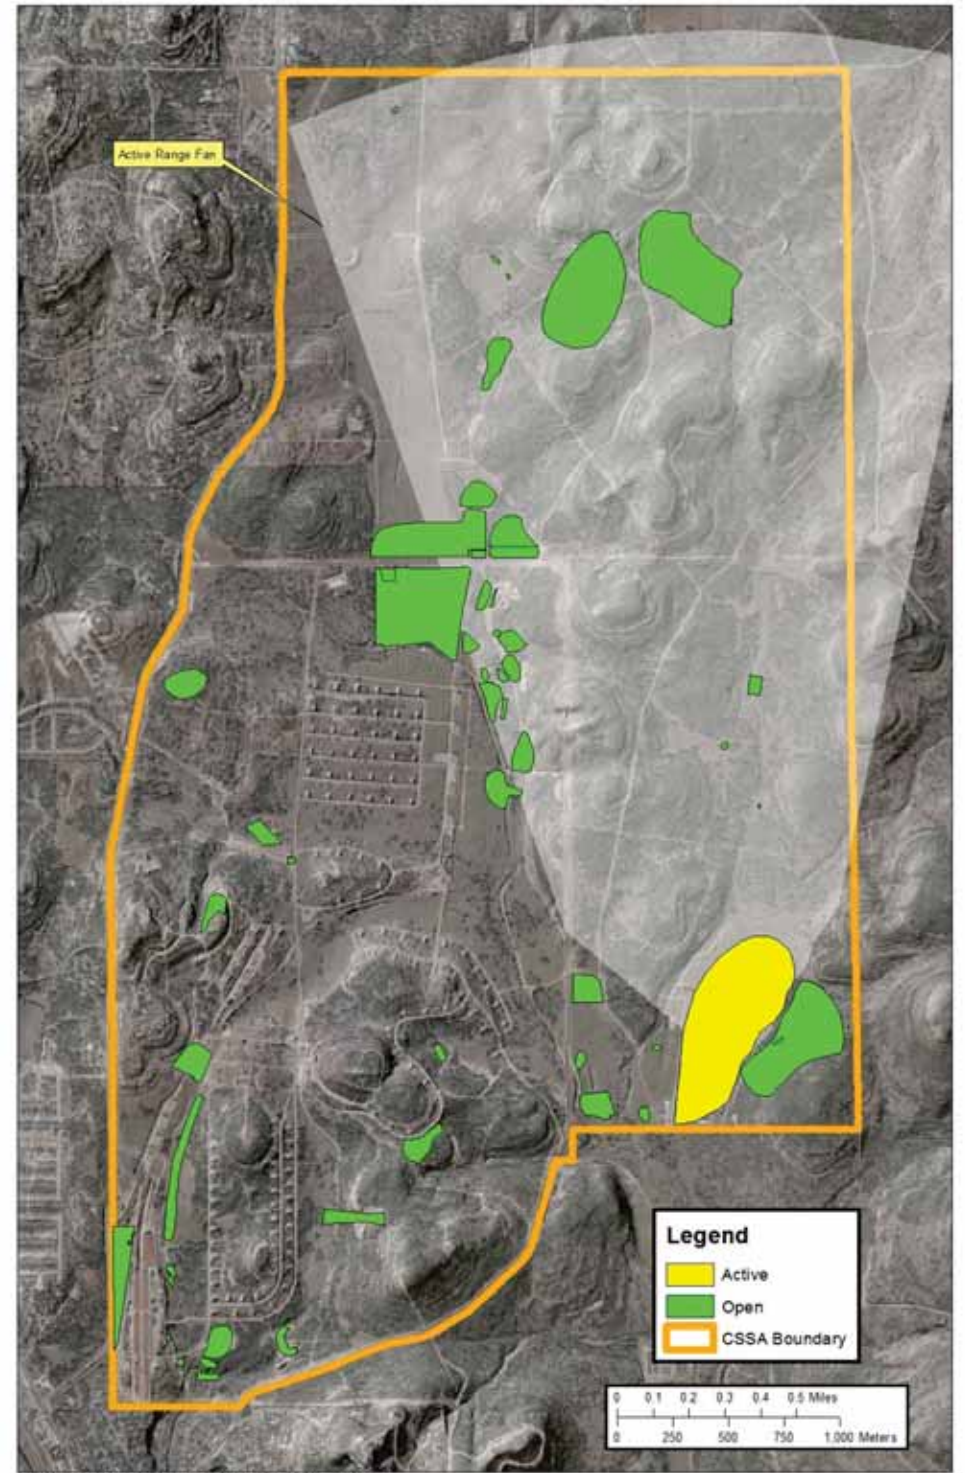 Active Range Fan
Legend
Active
Open
CSSA Boundary
0 0.1 0.2 0.3 0.4 0.5 Miles
0 250 500 750 1,000 Meters